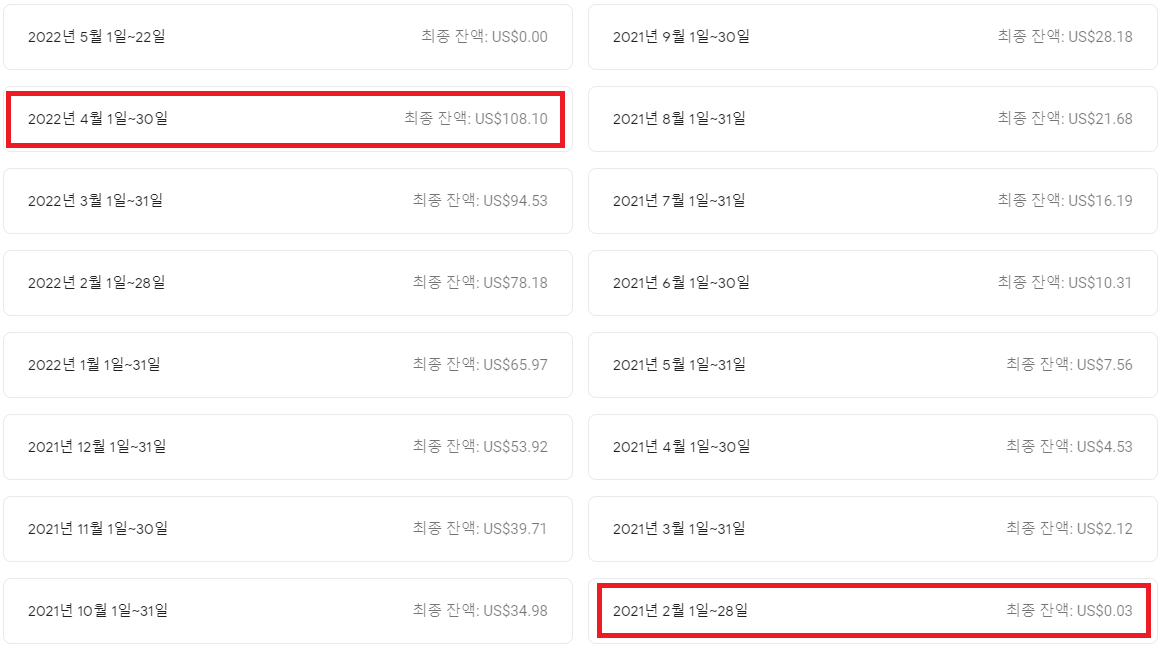 2022년 5월 1일~22일 최종 잔액: US$0.00
2022년 4월 1일~30일 최종 잔액: US$108.10
2022년 3월 1일~31일 최종 잔액: US$94.53
2022년 2월 1일~28일 최종 잔액: US$78.18
2022년 1월 1일~31일 최종 잔액: US$65.97
2021년 12월 1일~31일 최종 잔액: US$53.92
2021년 11월 1일~30일 최종 잔액: US$39.71
2021년 10월 1일~31일 최종 잔액: US$34.98
2021년 9월 1일~30일 최종 잔액: US$28.18
2021년 8월 1일~31일 최종 잔액: US$21.68
2021년 7월 1일~31일 최종 잔액: US$16.19
2021년 6월 1일~30일 최종 잔액: US$10.31
2021년 5월 1일~31일 최종 잔액: US$7.56
2021년 4월 1일~30일 최종 잔액: US$4.53
2021년 3월 1일~31일 최종 잔액: US$2.12
2021년 2월 1일~28일 최종 잔액: US$0.03